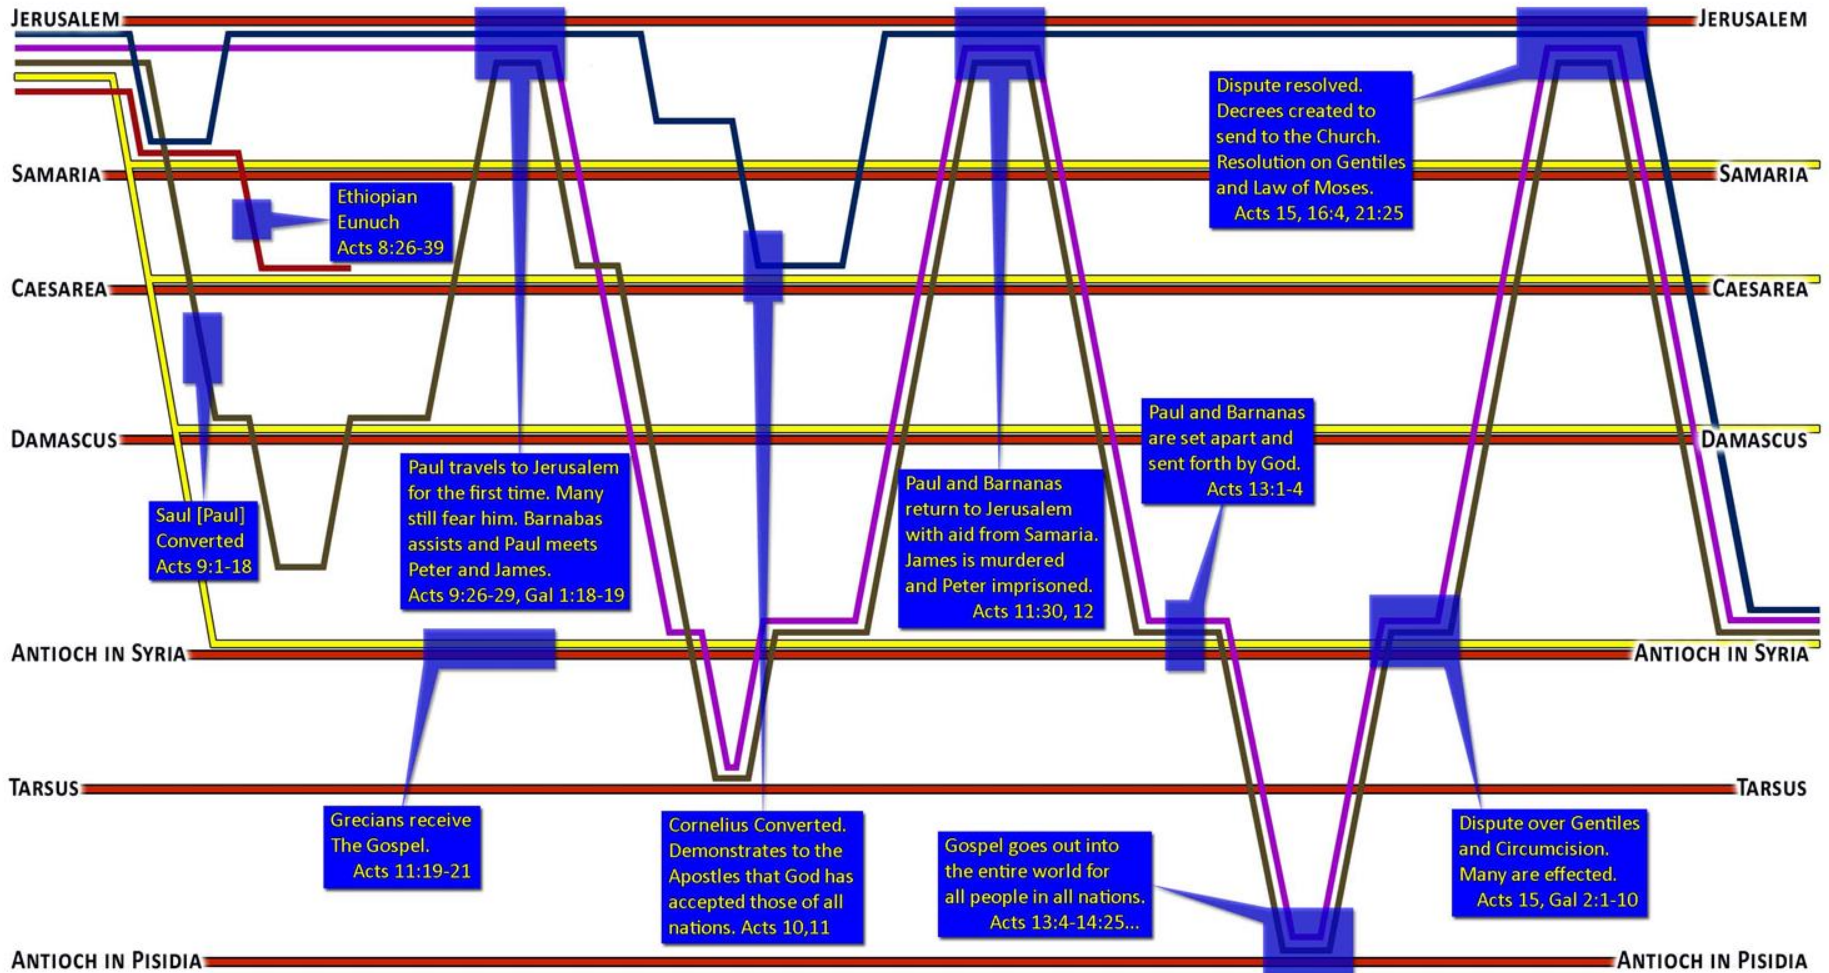 JERUSALEM
JERUSALEM
Dispute resolved.
Decrees created to
send to the Church.
Resolution on Gentiles
and Law of Moses.
Acts 15, 16:4, 21:25
SAMARIA
SAMARIA
Ethiopian
Eunuch
Acts 8:26-39
CAESAREA
CAESAREA
Paul and Barnanas
are set apart and
sent forth by God.
Acts 13:1-4
DAMASCUS
DAMASCUS
Saul [Paul]
Converted
Acts 9:1-18
Paul travels to Jerusalem
for the first time. Many
still fear him. Barnabas
assists and Paul meets
Peter and James.
Acts 9:26-29, Gal 1:18-19
Paul and Barnanas
return to Jerusalem
with aid from Samaria.
James is murdered
and Peter imprisoned.
Acts 11:30, 12
ANTIOCH IN SYRIA
ANTIOCH IN SYRIA
TARSUS
TARSUS
Grecians receive
The Gospel.
Acts 11:19-21
Cornelius Converted.
Demonstrates to the
Apostles that God has
accepted those of all
nations. Acts 10,11
Gospel goes out into
the entire world for
all people in all nations.
Acts 13:4-14:25...
Dispute over Gentiles
and Circumcision.
Many are effected.
Acts 15, Gal 2:1-10
ANTIOCH IN PISIDIA
ANTIOCH IN PISIDIA